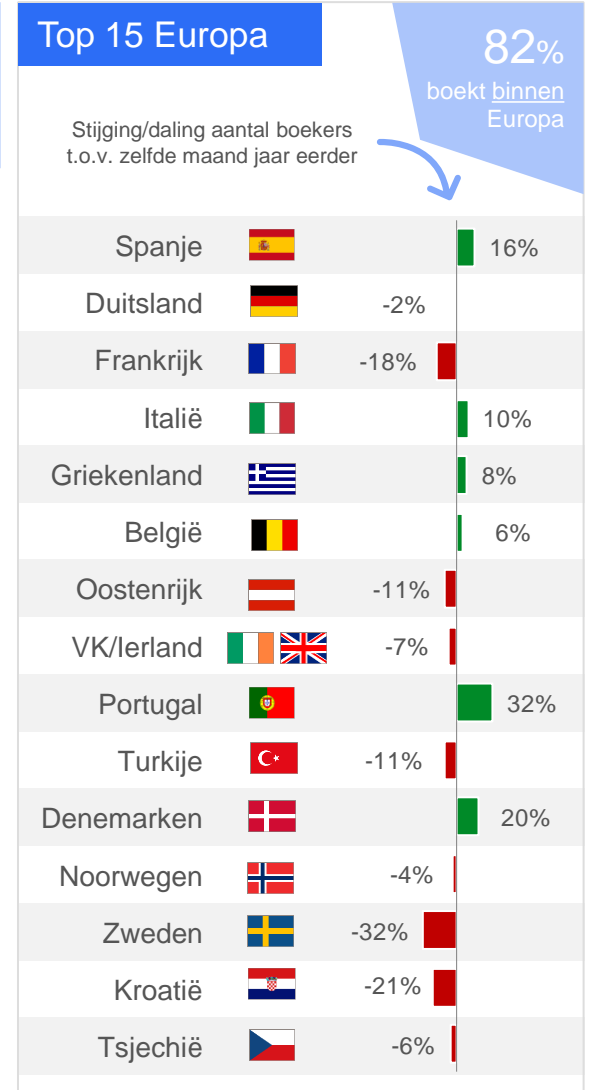 Top 15 Europa
82%
boekt binnen
Europa
Stijging/daling aantal boekers
t.o.v. zelfde maand jaar eerder
Spanje 16%
Duitsland -2%
Frankrijk -18%
Italië 10%
Griekenland 8%
België 6%
Oostenrijk -11%
VK/Ierland -7%
Portugal 32%
Turkije -11%
Denemarken 20%
Noorwegen -4%
Zweden -32%
Kroatië -21%
Tsjechië -6%